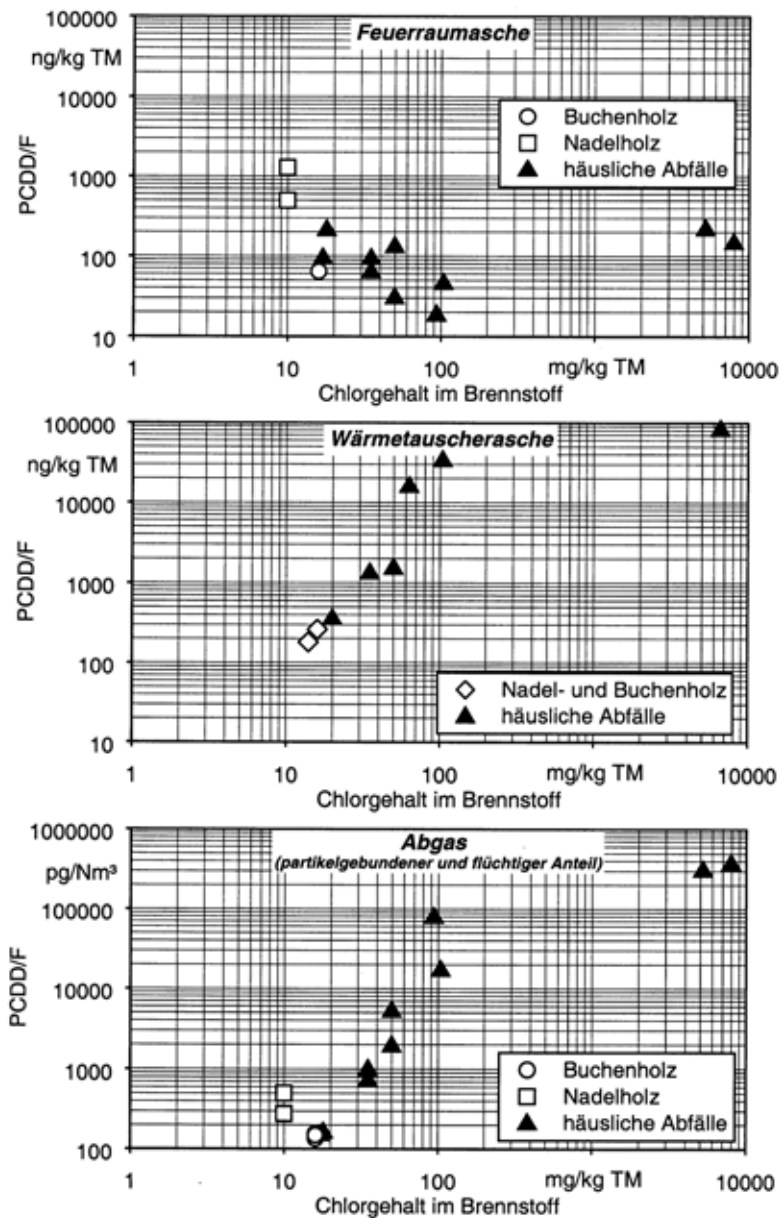 100000
Feuerraumasche
ng/kg TM
10000
Buchenholz
Nadelholz
häusliche Abfälle
1000
PCDD/F
100
10
1 10 100 mg/kg TM 10000
Chlorgehalt im Brennstoff
100000
Wärmetauscherasche
ng/kg TM
10000
PCDD/F
1000
100
Nadel- und Buchenholz
häusliche Abfälle
10
1 10 100 mg/kg TM 10000
Chlorgehalt im Brennstoff
1000000
Abgas
pg/Nm³
(partikelgebundener und flüchtiger Anteil)
100000
PCDD/F
10000
1000
Buchenholz
Nadelholz
häusliche Abfälle
100
1 10 100 mg/kg TM 10000
Chlorgehalt im Brennstoff